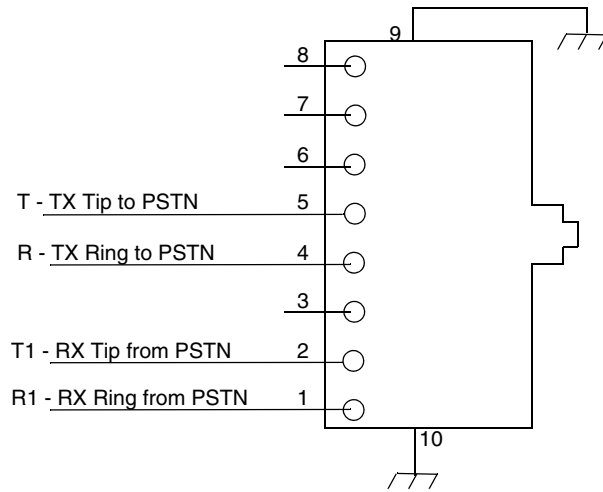 9
8
7
6
T - TX Tip to PSTN 5
R - TX Ring to PSTN 4
3
T1 - RX Tip from PSTN 2
R1 - RX Ring from PSTN 1
10